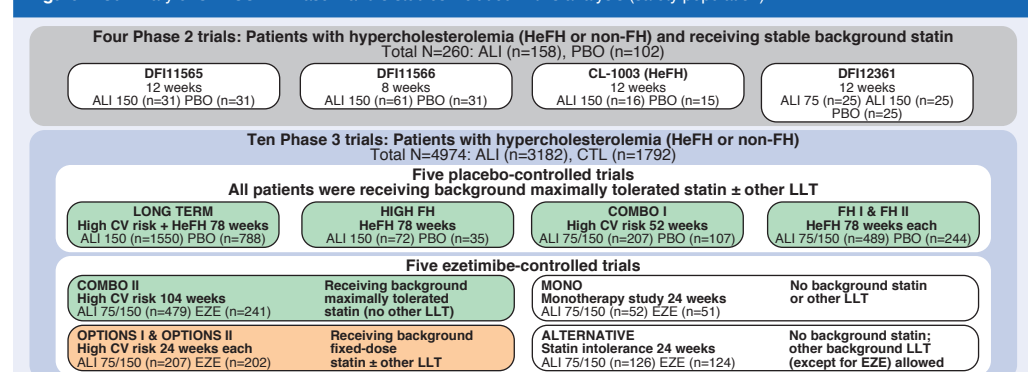 Four Phase 2 trials: Patients with hypercholesterolemia (HeFH or non-FH) and receiving stable background statin
Total N=260: ALI (n=158), PBO (n=102)
DFI11565
12 weeks
ALI 150 (n=31) PBO (n=31)
DFI11566
8 weeks
ALI 150 (n=61) PBO (n=31)
CL-1003 (HeFH)
12 weeks
ALI 150 (n=16) PBO (n=15)
DFI12361
12 weeks
ALI 75 (n=25) ALI 150 (n=25)
PBO (n=25)
Ten Phase 3 trials: Patients with hypercholesterolemia (HeFH or non-FH)
Total N=4974: ALI (n=3182), CTL (n=1792)
Five placebo-controlled trials
All patients were receiving background maximally tolerated statin ± other LLT
LONG TERM
High CV risk + HeFH 78 weeks
ALI 150 (n=1550) PBO (n=788)
HIGH FH
HeFH 78 weeks
ALI 150 (n=72) PBO (n=35)
COMBO I
High CV risk 52 weeks
ALI 75/150 (n=207) PBO (n=107)
FH I & FH II
HeFH 78 weeks each
ALI 75/150 (n=489) PBO (n=244)
Five ezetimibe-controlled trials
COMBO II
High CV risk 104 weeks
ALI 75/150 (n=479) EZE (n=241)
Receiving background
maximally tolerated
statin (no other LLT)
MONO
Monotherapy study 24 weeks
ALI 75/150 (n=52) EZE (n=51)
No background statin
or other LLT
OPTIONS I & OPTIONS II
High CV risk 24 weeks each
ALI 75/150 (n=207) EZE (n=202)
Receiving background
fixed-dose
statin ± other LLT
ALTERNATIVE
Statin intolerance 24 weeks
ALI 75/150 (n=126) EZE (n=124)
No background statin;
other background LLT
(except for EZE) allowed